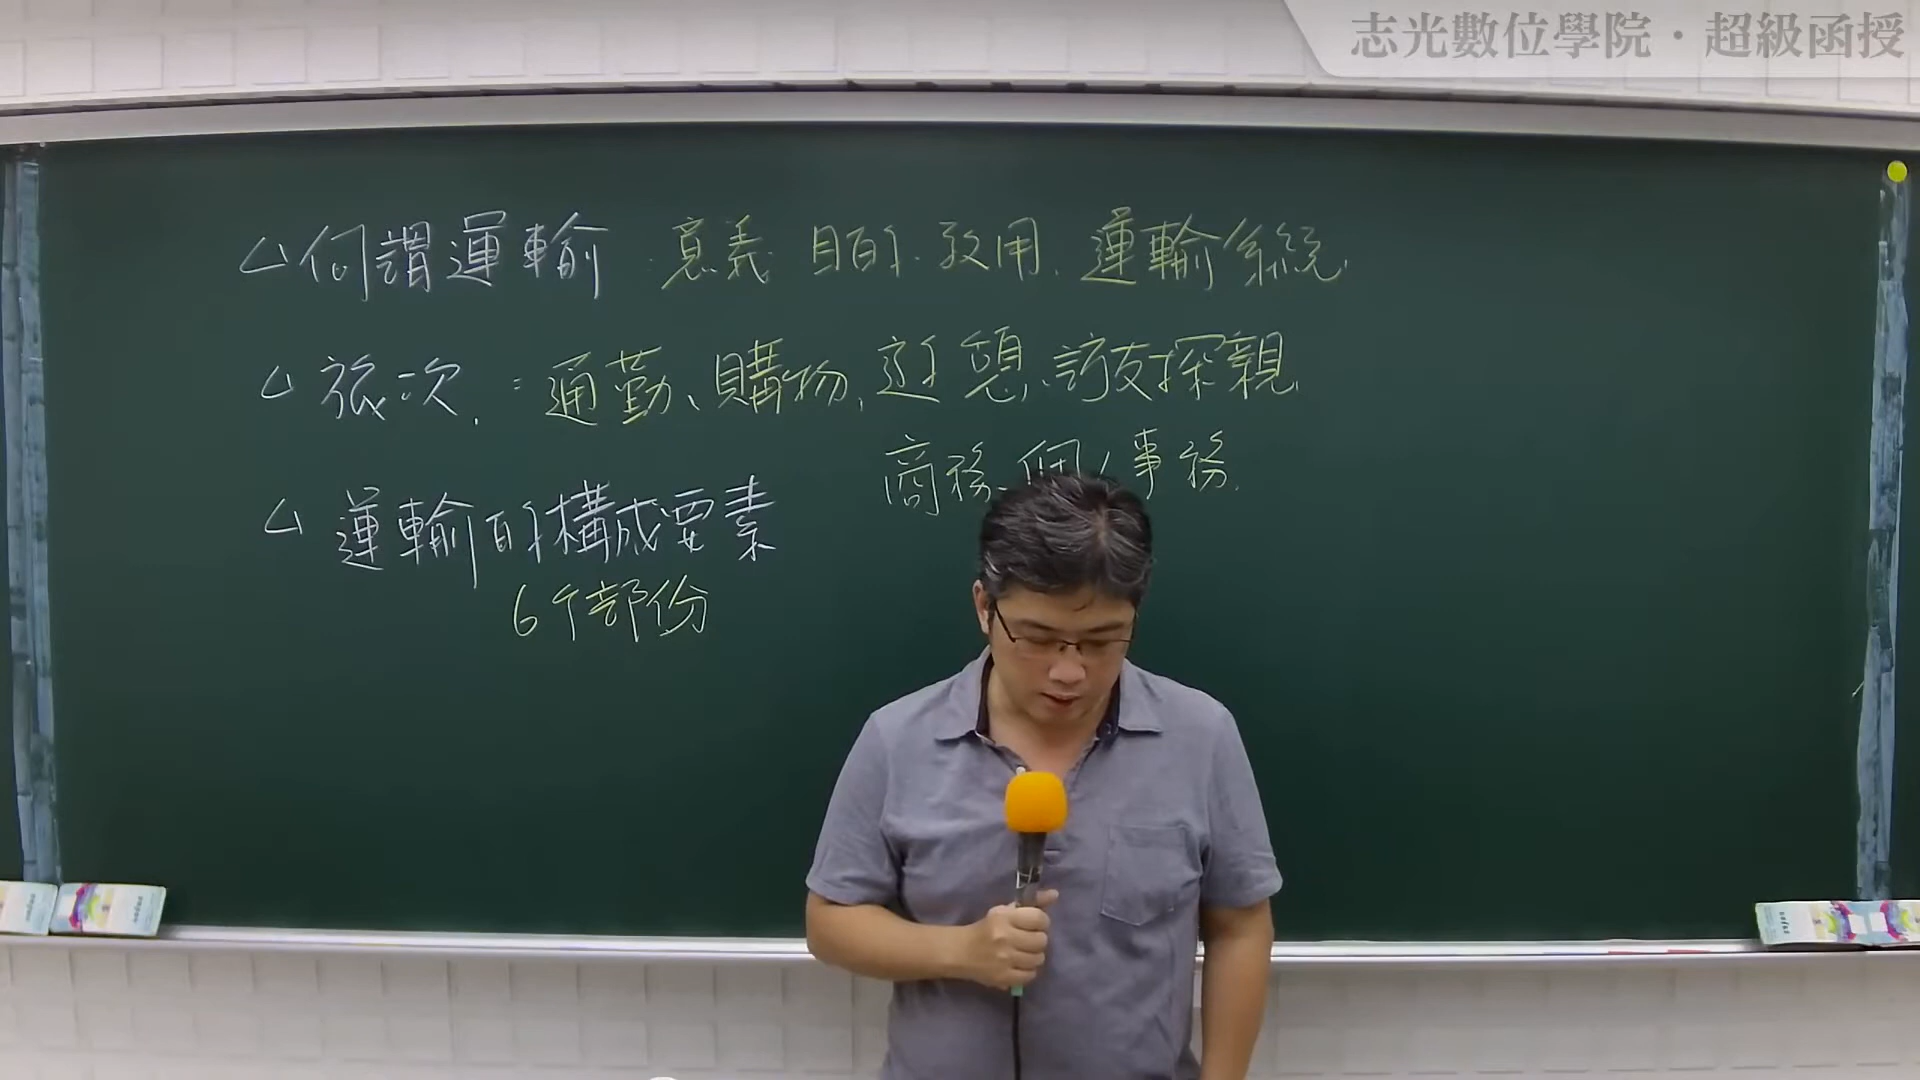 志光數位學院・超級函授
△何謂運輸:意義.目的.效用.運輸系統.
△旅次.:通勤、購物,遊憩、訪友探親
商務、個人事務.
△運輸的構成要素
6个部份